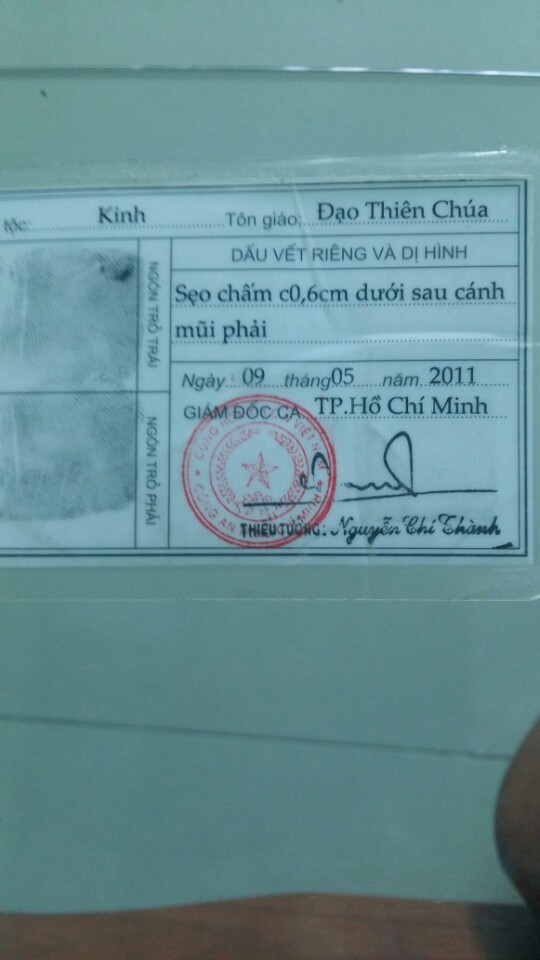 tộc: Kinh Tôn giáo: Đạo Thiên Chúa
DẤU VẾT RIÊNG VÀ DỊ HÌNH
NGÓN TRỎ TRÁI
Sẹo chấm c0,6cm dưới sau cánh
mũi phải
Ngày 09 tháng 05 năm 2011
GIÁM ĐỐC CA TP.Hồ Chí Minh
NGÓN TRỎ PHẢI
CÔNG AN
THIẾU TƯỚNG: Nguyễn Chí Thành